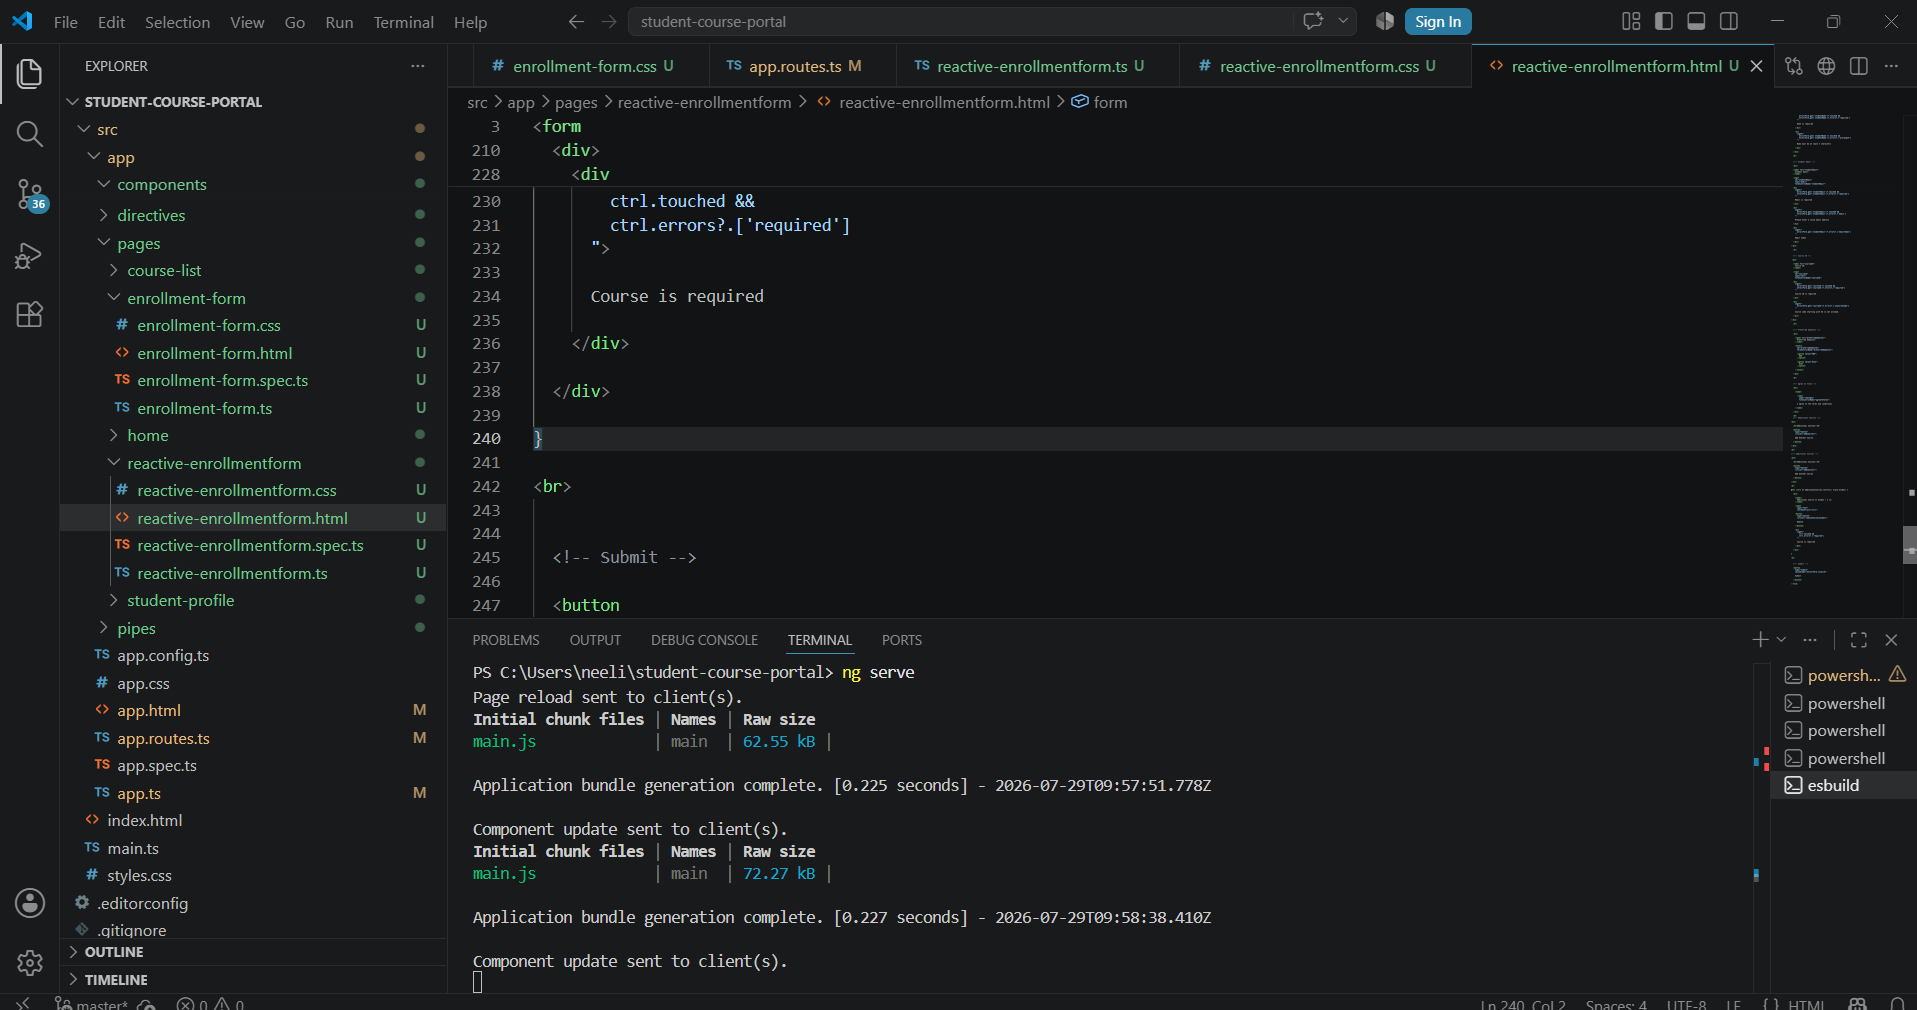 File Edit Selection View Go Run Terminal Help
student-course-portal
Sign In
EXPLORER
STUDENT-COURSE-PORTAL
src
app
components
directives
pages
course-list
enrollment-form
# enrollment-form.css U
<> enrollment-form.html U
TS enrollment-form.spec.ts U
TS enrollment-form.ts U
home
reactive-enrollmentform
# reactive-enrollmentform.css U
<> reactive-enrollmentform.html U
TS reactive-enrollmentform.spec.ts U
TS reactive-enrollmentform.ts U
student-profile
pipes
TS app.config.ts
# app.css
<> app.html M
TS app.routes.ts M
TS app.spec.ts
TS app.ts M
<> index.html
TS main.ts
# styles.css
.editorconfig
.gitignore
OUTLINE
TIMELINE
36
# enrollment-form.css U
TS app.routes.ts M
TS reactive-enrollmentform.ts U
# reactive-enrollmentform.css U
<> reactive-enrollmentform.html U
src > app > pages > reactive-enrollmentform > <> reactive-enrollmentform.html > form
3 <form
210 <div>
228 <div
230 ctrl.touched &&
231 ctrl.errors?.['required']
232 ">
233
234 Course is required
235
236 </div>
237
238 </div>
239
240 }
241
242 <br>
243
244
245 <!-- Submit -->
246
247 <button
PROBLEMS OUTPUT DEBUG CONSOLE TERMINAL PORTS
PS C:\Users\neeli\student-course-portal> ng serve
Page reload sent to client(s).
Initial chunk files | Names | Raw size
main.js | main | 62.55 kB |
Application bundle generation complete. [0.225 seconds] - 2026-07-29T09:57:51.778Z
Component update sent to client(s).
Initial chunk files | Names | Raw size
main.js | main | 72.27 kB |
Application bundle generation complete. [0.227 seconds] - 2026-07-29T09:58:38.410Z
Component update sent to client(s).
powersh...
powershell
powershell
powershell
esbuild
master* 0 0
Ln 240, Col 2 Spaces: 4 UTF-8 LF {} HTML